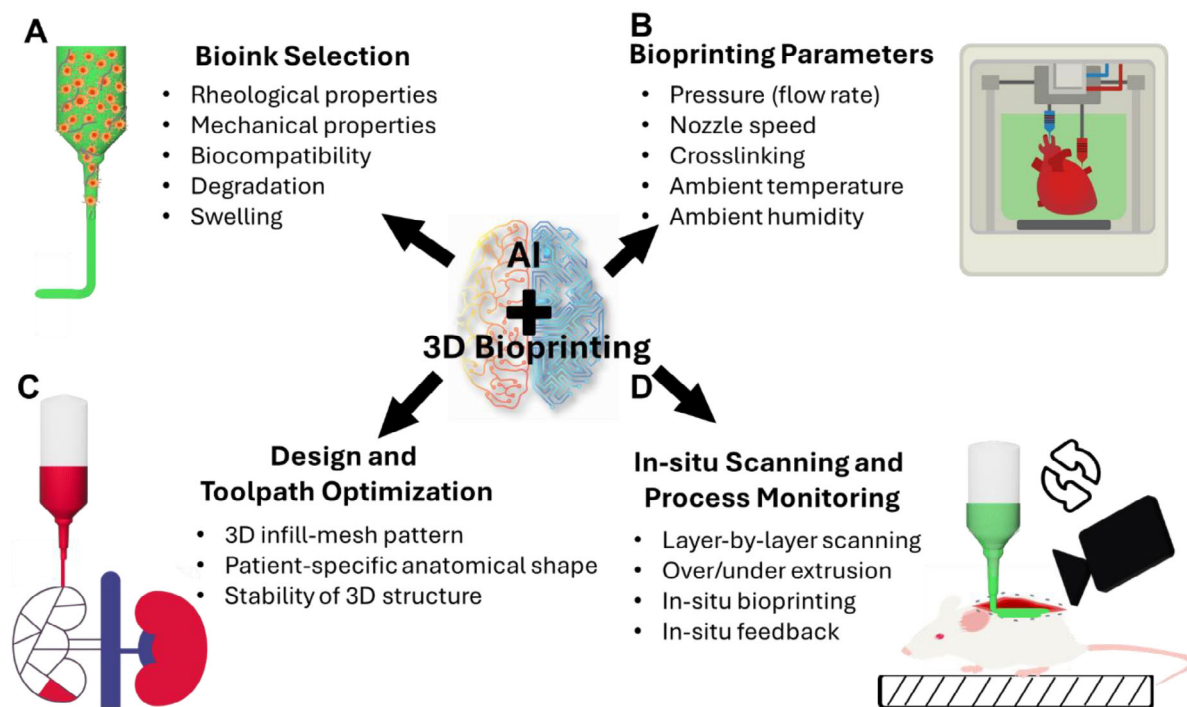 A
Bioink Selection
• Rheological properties
• Mechanical properties
• Biocompatibility
• Degradation
• Swelling
B
Bioprinting Parameters
• Pressure (flow rate)
• Nozzle speed
• Crosslinking
• Ambient temperature
• Ambient humidity
AI
+
3D Bioprinting
C
Design and
Toolpath Optimization
• 3D infill-mesh pattern
• Patient-specific anatomical shape
• Stability of 3D structure
D
In-situ Scanning and
Process Monitoring
• Layer-by-layer scanning
• Over/under extrusion
• In-situ bioprinting
• In-situ feedback